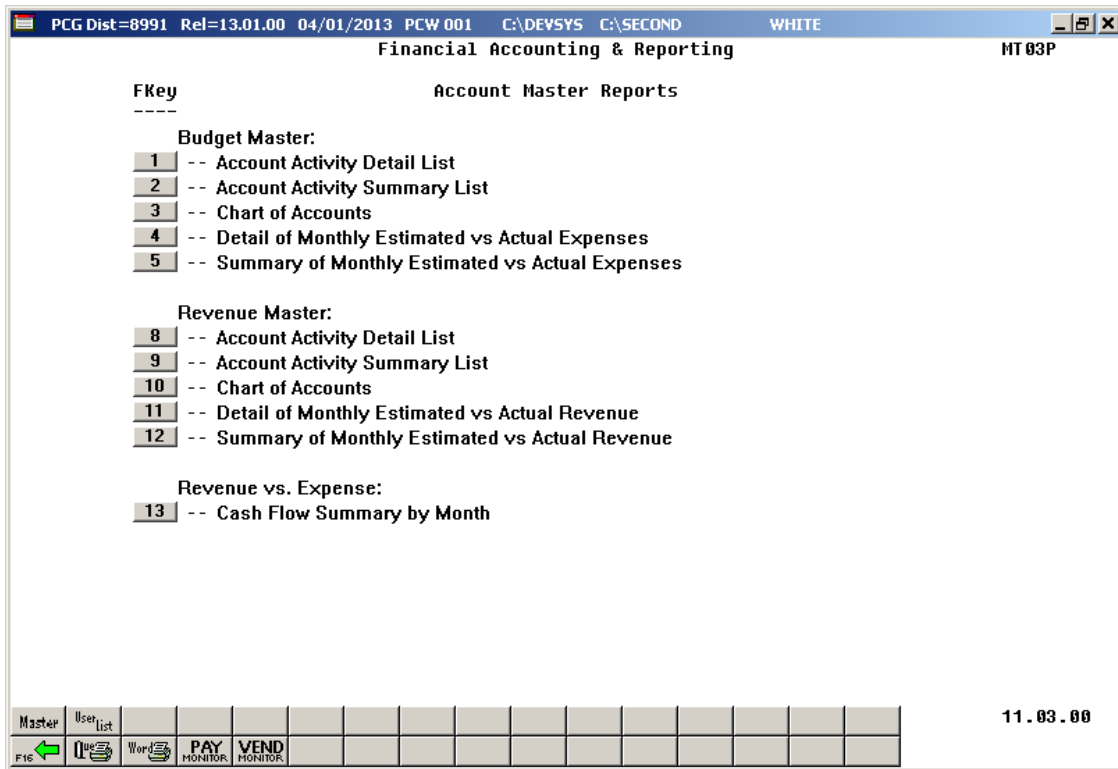 PCG Dist=8991 Rel=13.01.00 04/01/2013 PCW 001 C:\DEVSYS C:\SECOND WHITE
Financial Accounting & Reporting MT03P
FKey Account Master Reports
----
Budget Master:
1 -- Account Activity Detail List
2 -- Account Activity Summary List
3 -- Chart of Accounts
4 -- Detail of Monthly Estimated vs Actual Expenses
5 -- Summary of Monthly Estimated vs Actual Expenses
Revenue Master:
8 -- Account Activity Detail List
9 -- Account Activity Summary List
10 -- Chart of Accounts
11 -- Detail of Monthly Estimated vs Actual Revenue
12 -- Summary of Monthly Estimated vs Actual Revenue
Revenue vs. Expense:
13 -- Cash Flow Summary by Month
Master User List 11.03.00
F16 Que Word PAY MONITOR VEND MONITOR